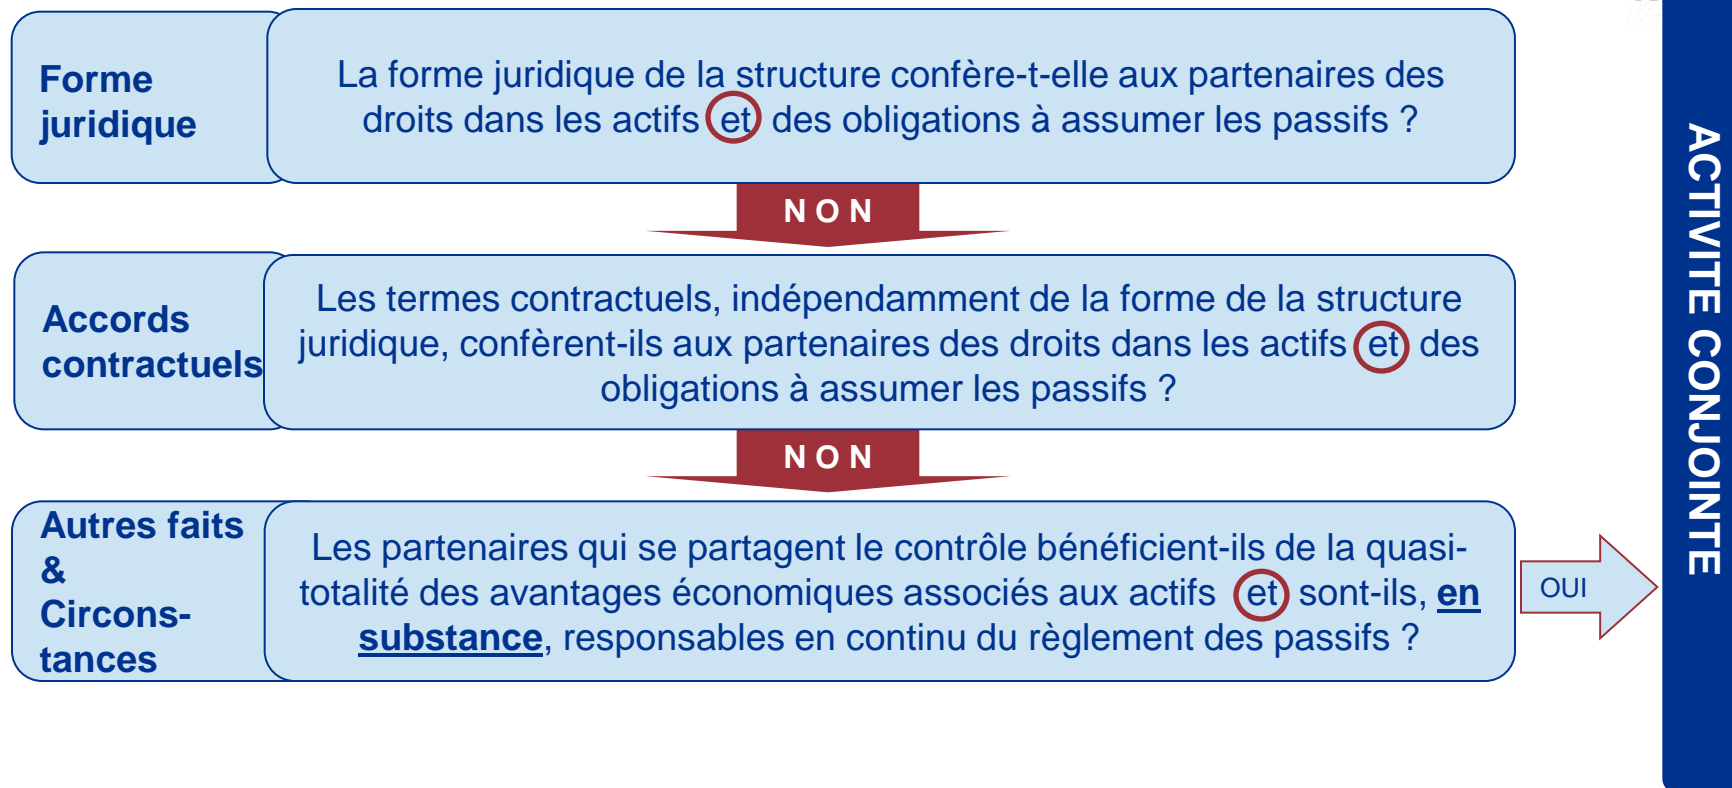 Forme
juridique
La forme juridique de la structure confère-t-elle aux partenaires des
droits dans les actifs et des obligations à assumer les passifs ?
NON
Accords
contractuels
Les termes contractuels, indépendamment de la forme de la structure
juridique, confèrent-ils aux partenaires des droits dans les actifs et des
obligations à assumer les passifs ?
NON
Autres faits
&
Circons-
tances
Les partenaires qui se partagent le contrôle bénéficient-ils de la quasi-
totalité des avantages économiques associés aux actifs et sont-ils, en
substance, responsables en continu du règlement des passifs ?
OUI
ACTIVITE CONJOINTE